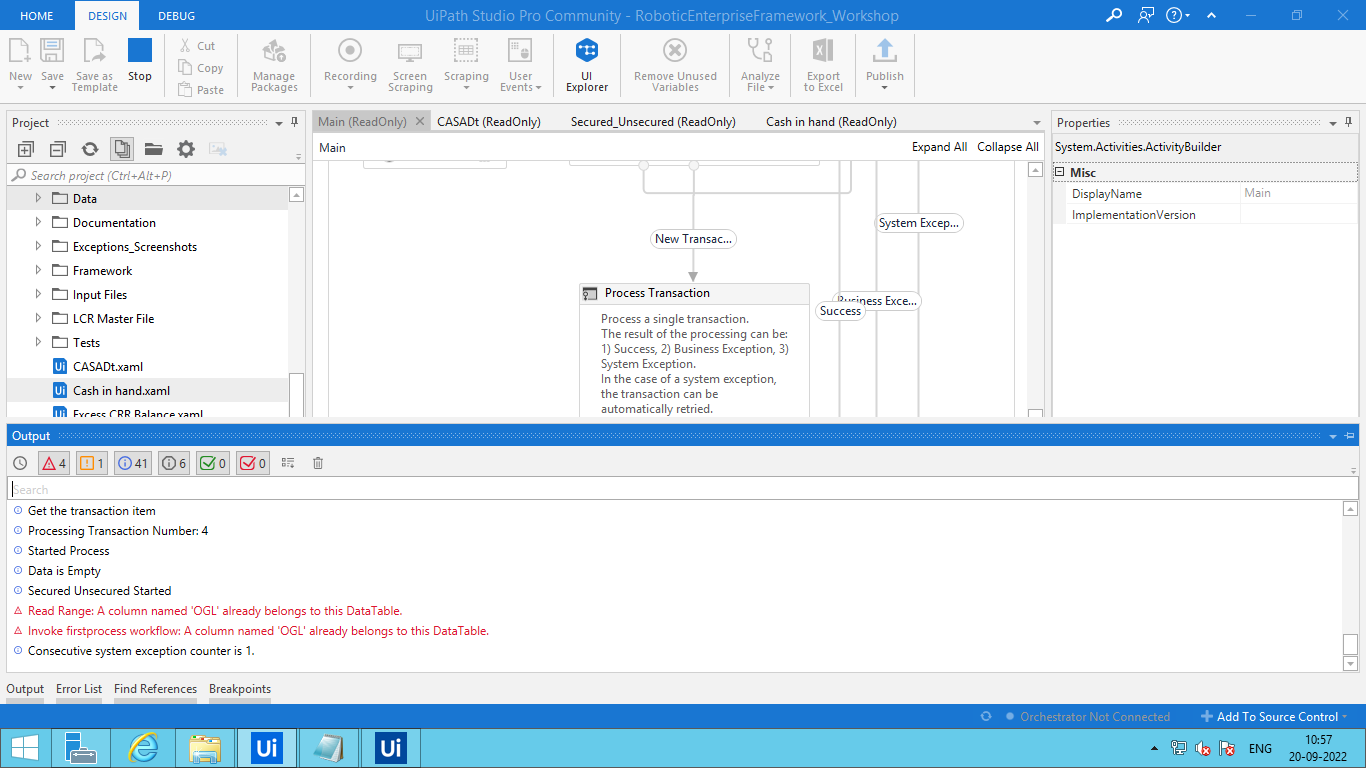 HOME DESIGN DEBUG UiPath Studio Pro Community - RoboticEnterpriseFramework_Workshop
New Save Save as Template Stop
Cut
Copy
Paste
Manage Packages
Recording Screen Scraping Scraping User Events
UI Explorer
Remove Unused Variables
Analyze File
Export to Excel
Publish
Project
Search project (Ctrl+Alt+P)
Data
Documentation
Exceptions_Screenshots
Framework
Input Files
LCR Master File
Tests
CASADt.xaml
Cash in hand.xaml
Excess CRR Balance.xaml
Main (ReadOnly) CASADt (ReadOnly) Secured_Unsecured (ReadOnly) Cash in hand (ReadOnly)
Main Expand All Collapse All
New Transac...
System Excep...
Business Exce...
Success
Process Transaction
Process a single transaction.
The result of the processing can be:
1) Success, 2) Business Exception, 3)
System Exception.
In the case of a system exception,
the transaction can be
automatically retried.
Properties
System.Activities.ActivityBuilder
Misc
DisplayName Main
ImplementationVersion
Output
4 1 41 6 0 0
Search
Get the transaction item
Processing Transaction Number: 4
Started Process
Data is Empty
Secured Unsecured Started
Read Range: A column named 'OGL' already belongs to this DataTable.
Invoke firstprocess workflow: A column named 'OGL' already belongs to this DataTable.
Consecutive system exception counter is 1.
Output Error List Find References Breakpoints
Orchestrator Not Connected Add To Source Control
Ui Ui
ENG
10:57
20-09-2022